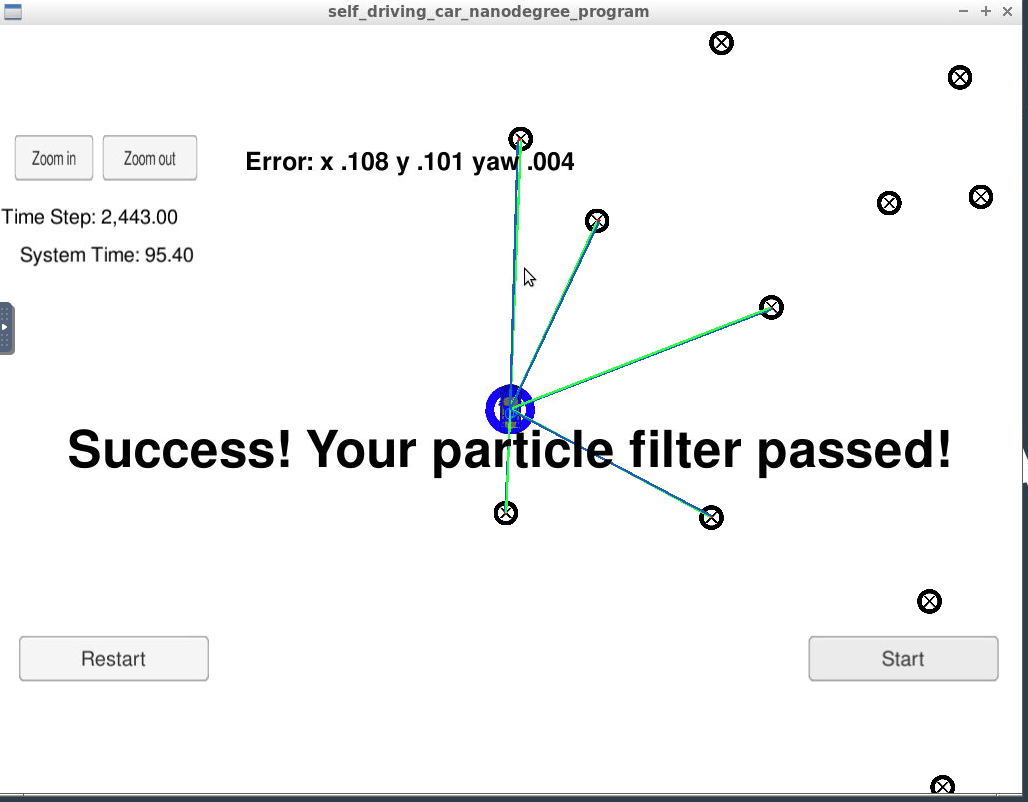 self_driving_car_nanodegree_program
Zoom in
Zoom out
Error: x .108 y .101 yaw .004
Time Step: 2,443.00
System Time: 95.40
Success! Your particle filter passed!
Restart
Start